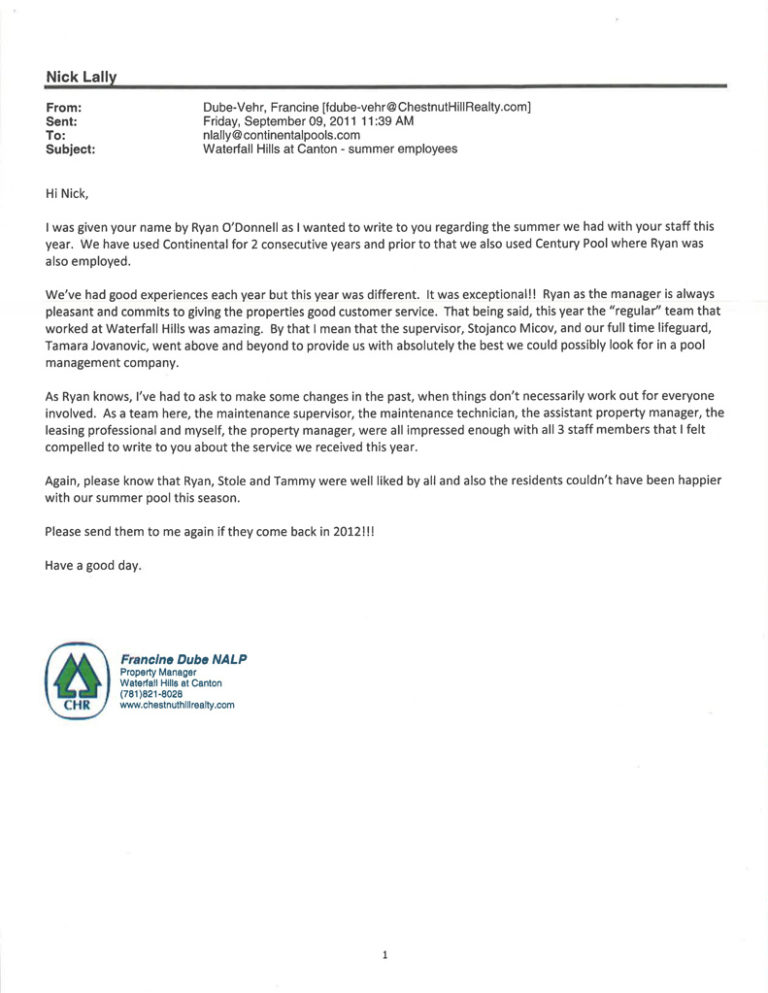 Nick Lally
From: Dube-Vehr, Francine [fdube-vehr@ChestnutHillRealty.com]
Sent: Friday, September 09, 2011 11:39 AM
To: nlally@continentalpools.com
Subject: Waterfall Hills at Canton - summer employees
Hi Nick,
I was given your name by Ryan O'Donnell as I wanted to write to you regarding the summer we had with your staff this
year. We have used Continental for 2 consecutive years and prior to that we also used Century Pool where Ryan was
also employed.
We've had good experiences each year but this year was different. It was exceptional!! Ryan as the manager is always
pleasant and commits to giving the properties good customer service. That being said, this year the "regular" team that
worked at Waterfall Hills was amazing. By that I mean that the supervisor, Stojanco Micov, and our full time lifeguard,
Tamara Jovanovic, went above and beyond to provide us with absolutely the best we could possibly look for in a pool
management company.
As Ryan knows, I've had to ask to make some changes in the past, when things don't necessarily work out for everyone
involved. As a team here, the maintenance supervisor, the maintenance technician, the assistant property manager, the
leasing professional and myself, the property manager, were all impressed enough with all 3 staff members that I felt
compelled to write to you about the service we received this year.
Again, please know that Ryan, Stole and Tammy were well liked by all and also the residents couldn't have been happier
with our summer pool this season.
Please send them to me again if they come back in 2012!!!
Have a good day.
CHR
Francine Dube NALP
Property Manager
Waterfall Hills at Canton
(781)821-8026
www.chestnuthillrealty.com
1